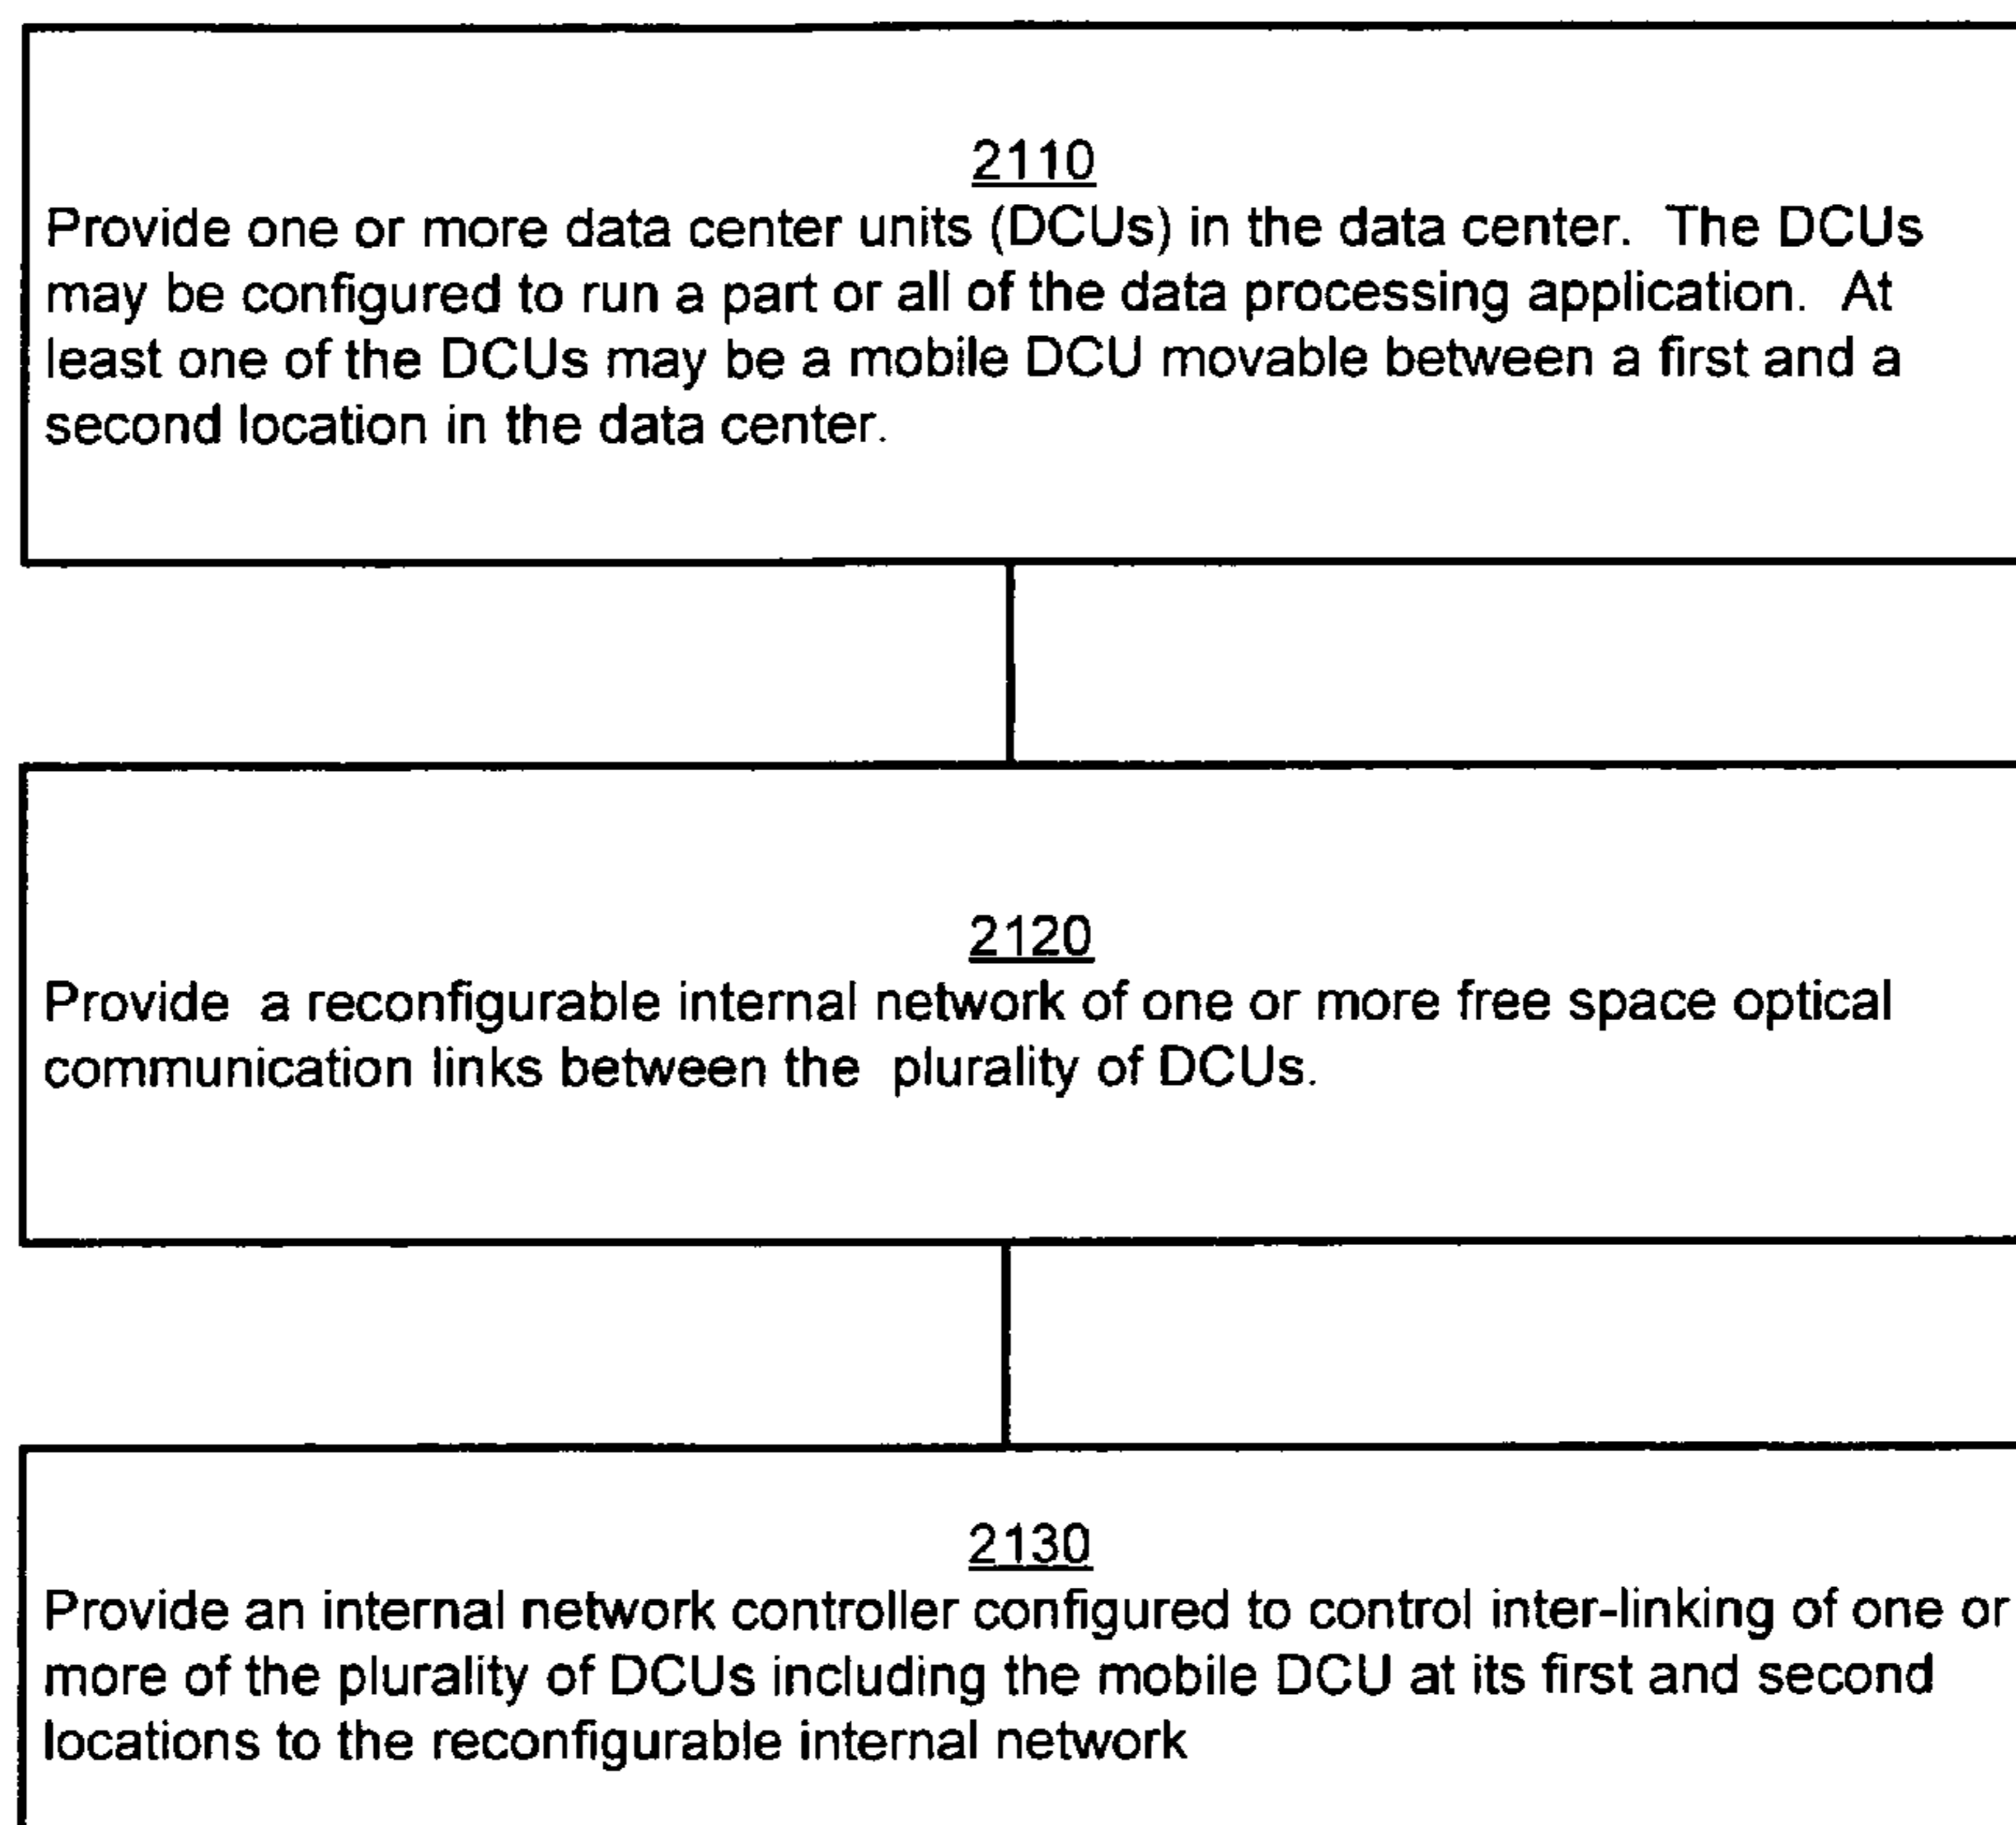 2110
Provide one or more data center units (DCUs) in the data center. The DCUs
may be configured to run a part or all of the data processing application. At
least one of the DCUs may be a mobile DCU movable between a first and a
second location in the data center.
2120
Provide a reconfigurable internal network of one or more free space optical
communication links between the plurality of DCUs.
2130
Provide an internal network controller configured to control inter-linking of one or
more of the plurality of DCUs including the mobile DCU at its first and second
locations to the reconfigurable internal network